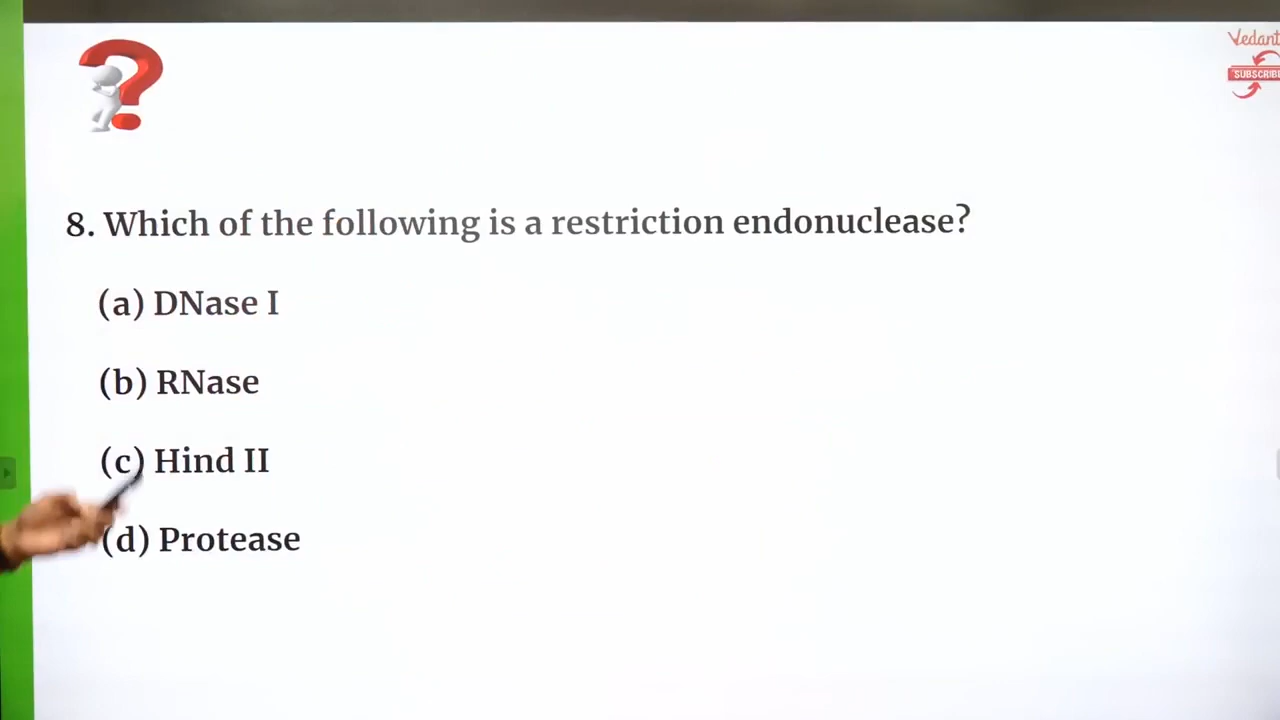 Vedant
SUBSCRIBE
8. Which of the following is a restriction endonuclease?
(a) DNase I
(b) RNase
(c) Hind II
(d) Protease